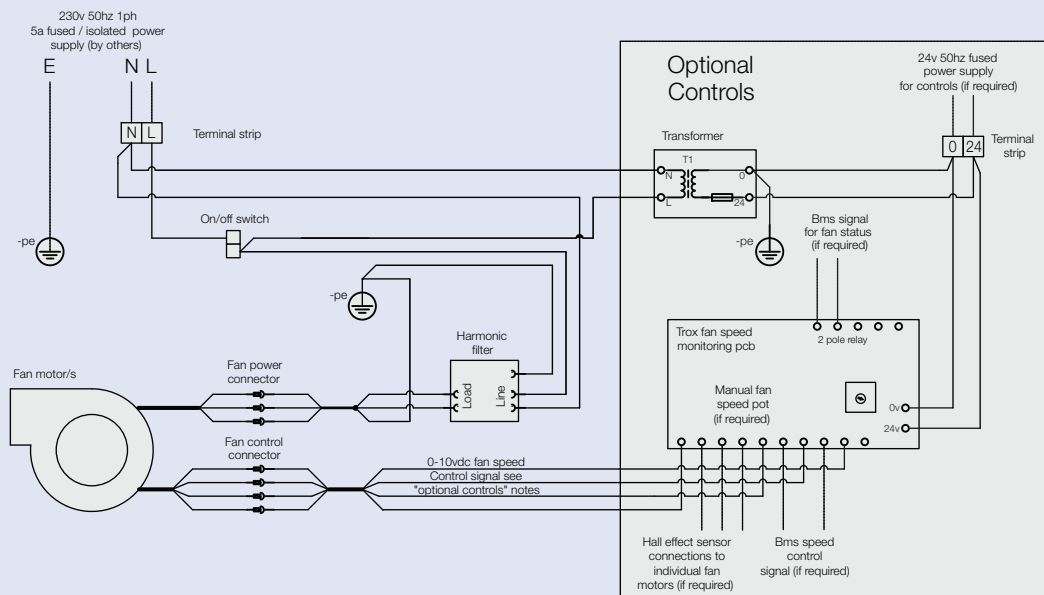 230v 50hz 1ph
5a fused / isolated power
supply (by others)
E
N L
N L
Terminal strip
On/off switch
-pe
-pe
Harmonic
filter
Load
Line
Fan motor/s
Fan power
connector
Fan control
connector
0-10vdc fan speed
Control signal see
"optional controls" notes
Optional
Controls
24v 50hz fused
power supply
for controls (if required)
Transformer
T1
N
L
0
24
0 24
Terminal
strip
-pe
Bms signal
for fan status
(if required)
Trox fan speed
monitoring pcb
2 pole relay
Manual fan
speed pot
(if required)
0v
24v
Hall effect sensor
connections to
individual fan
motors (if required)
Bms speed
control
signal (if required)